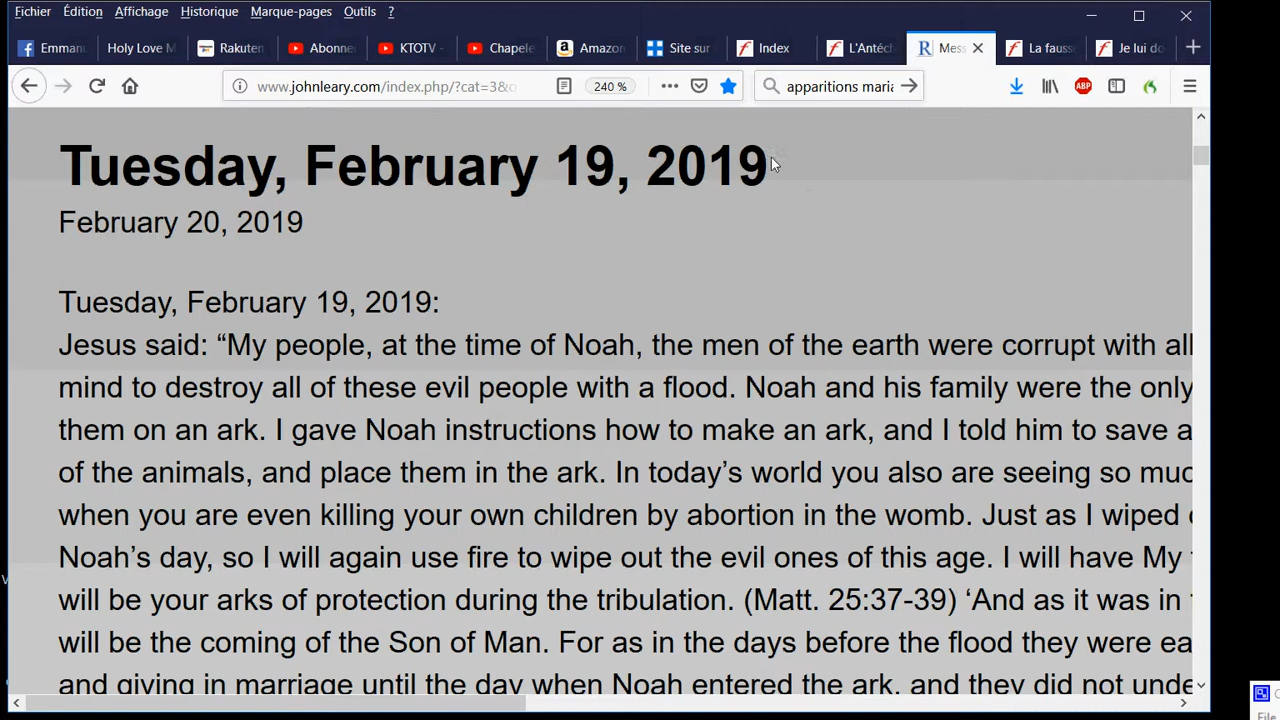 Fichier Édition Affichage Historique Marque-pages Outils ?
Emmanu Holy Love M Rakuten Abonne KTOTV - Chapele Amazon Site sur Index L'Antéch Mess La fauss Je lui do
www.johnleary.com/index.php/?cat=3& 240 % apparitions maria
Tuesday, February 19, 2019
February 20, 2019
Tuesday, February 19, 2019:
Jesus said: “My people, at the time of Noah, the men of the earth were corrupt with all
mind to destroy all of these evil people with a flood. Noah and his family were the only
them on an ark. I gave Noah instructions how to make an ark, and I told him to save a
of the animals, and place them in the ark. In today’s world you also are seeing so muc
when you are even killing your own children by abortion in the womb. Just as I wiped
Noah’s day, so I will again use fire to wipe out the evil ones of this age. I will have My
will be your arks of protection during the tribulation. (Matt. 25:37-39) ‘And as it was in
will be the coming of the Son of Man. For as in the days before the flood they were ea
and giving in marriage until the day when Noah entered the ark, and they did not unde
File